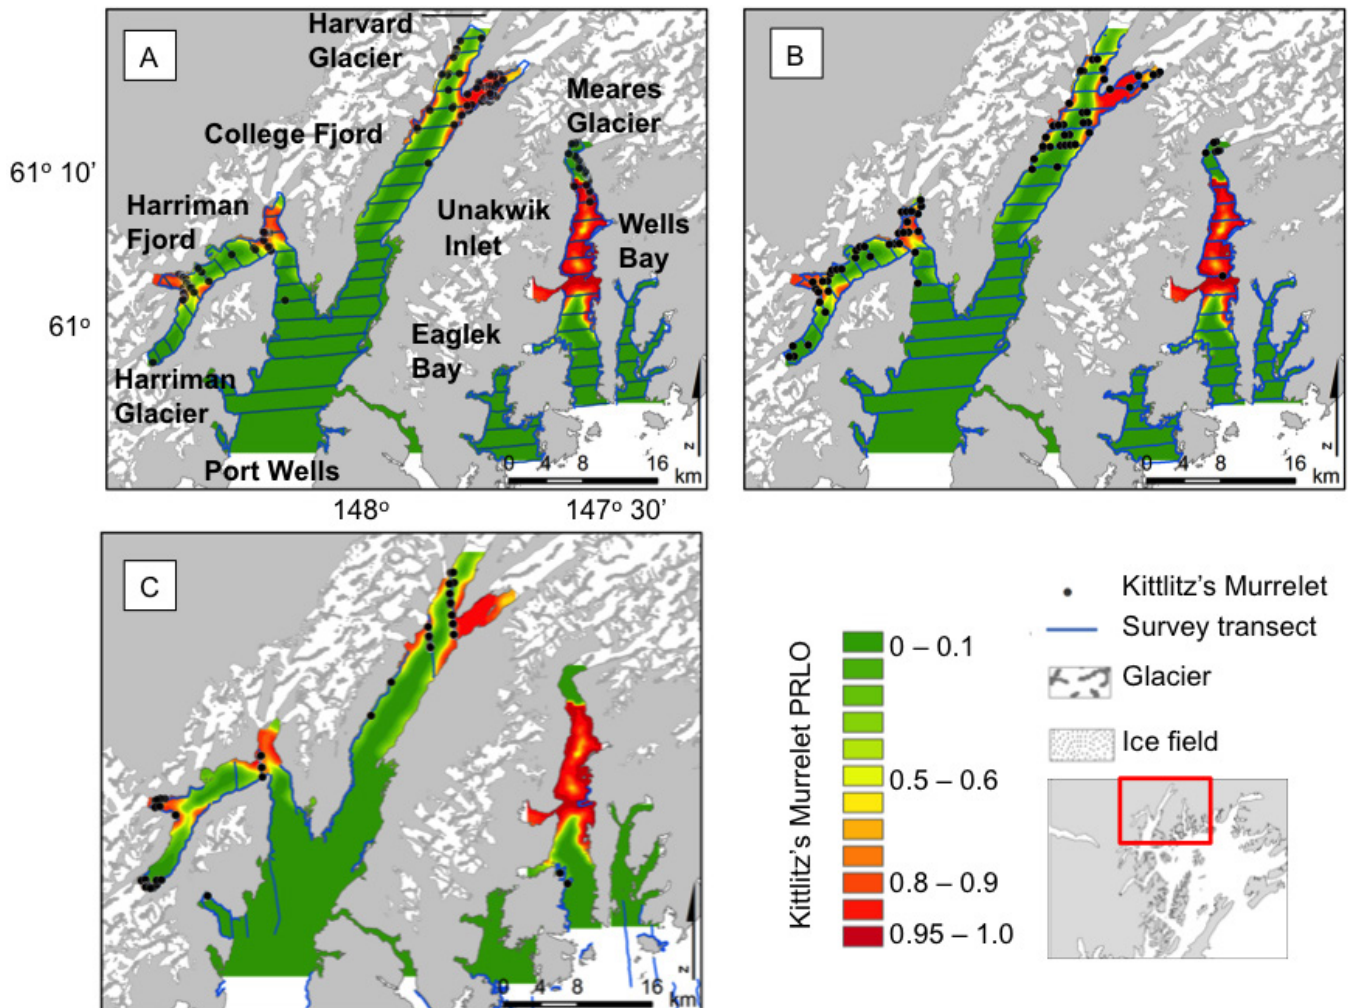 A
Harvard
Glacier
Meares
Glacier
College Fjord
61° 10’
Harriman
Fjord
Unakwik
Inlet
Wells
Bay
61°
Eaglek
Bay
Harriman
Glacier
Port Wells
z
0 4 8 16
km
148°
147° 30’
B
z
0 4 8 16
km
C
z
0 4 8 16
km
Kittlitz’s Murrelet PRLO
0 – 0.1
0.5 – 0.6
0.8 – 0.9
0.95 – 1.0
Kittlitz’s Murrelet
Survey transect
Glacier
Ice field